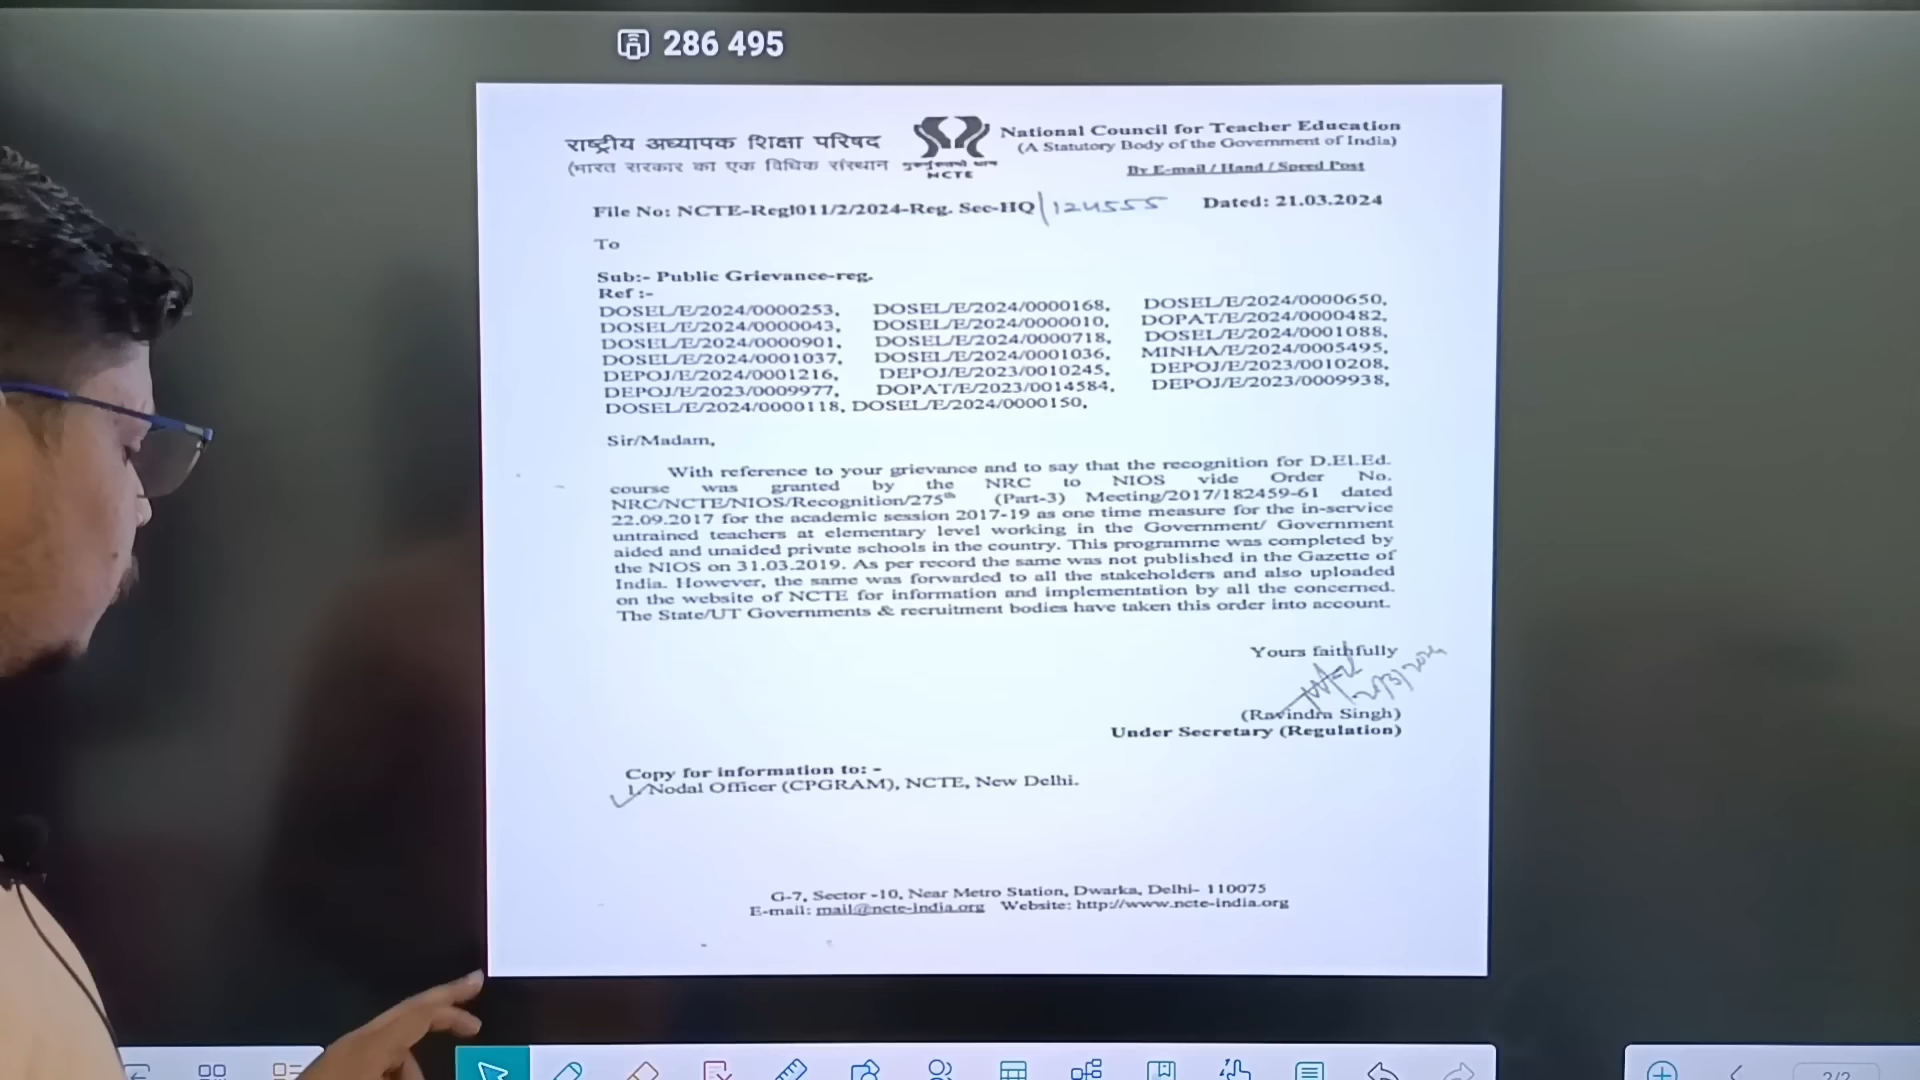 286 495
राष्ट्रीय अध्यापक शिक्षा परिषद
(भारत सरकार का एक विधिक संस्थान
NCTE
National Council for Teacher Education
(A Statutory Body of the Government of India)
By E-mail / Hand / Speed Post
File No: NCTE-Reg1011/2/2024-Reg. Sec-HQ/124555 Dated: 21.03.2024
To
Sub:- Public Grievance-reg.
Ref :-
DOSEL/E/2024/0000253, DOSEL/E/2024/0000168, DOSEL/E/2024/0000650,
DOSEL/E/2024/0000043, DOSEL/E/2024/0000010, DOPAT/E/2024/0000482,
DOSEL/E/2024/0000901, DOSEL/E/2024/0000718, DOSEL/E/2024/0001088,
DOSEL/E/2024/0001037, DOSEL/E/2024/0001036, MINHA/E/2024/0005495,
DEPOJ/E/2024/0001216, DEPOJ/E/2023/0010245, DEPOJ/E/2023/0010208,
DEPOJ/E/2023/0009977, DOPAT/E/2023/0014584, DEPOJ/E/2023/0009938,
DOSEL/E/2024/0000118, DOSEL/E/2024/0000150,
Sir/Madam,
With reference to your grievance and to say that the recognition for D.El.Ed.
course was granted by the NRC to NIOS vide Order No.
NRC/NCTE/NIOS/Recognition/275th (Part-3) Meeting/2017/182459-61 dated
22.09.2017 for the academic session 2017-19 as one time measure for the in-service
untrained teachers at elementary level working in the Government/ Government
aided and unaided private schools in the country. This programme was completed by
the NIOS on 31.03.2019. As per record the same was not published in the Gazette of
India. However, the same was forwarded to all the stakeholders and also uploaded
on the website of NCTE for information and implementation by all the concerned.
The State/UT Governments & recruitment bodies have taken this order into account.
Yours faithfully
(Ravindra Singh)
Under Secretary (Regulation)
Copy for information to: -
1. Nodal Officer (CPGRAM), NCTE, New Delhi.
G-7, Sector -10, Near Metro Station, Dwarka, Delhi- 110075
E-mail: mail@ncte-india.org Website: http://www.ncte-india.org
2/2